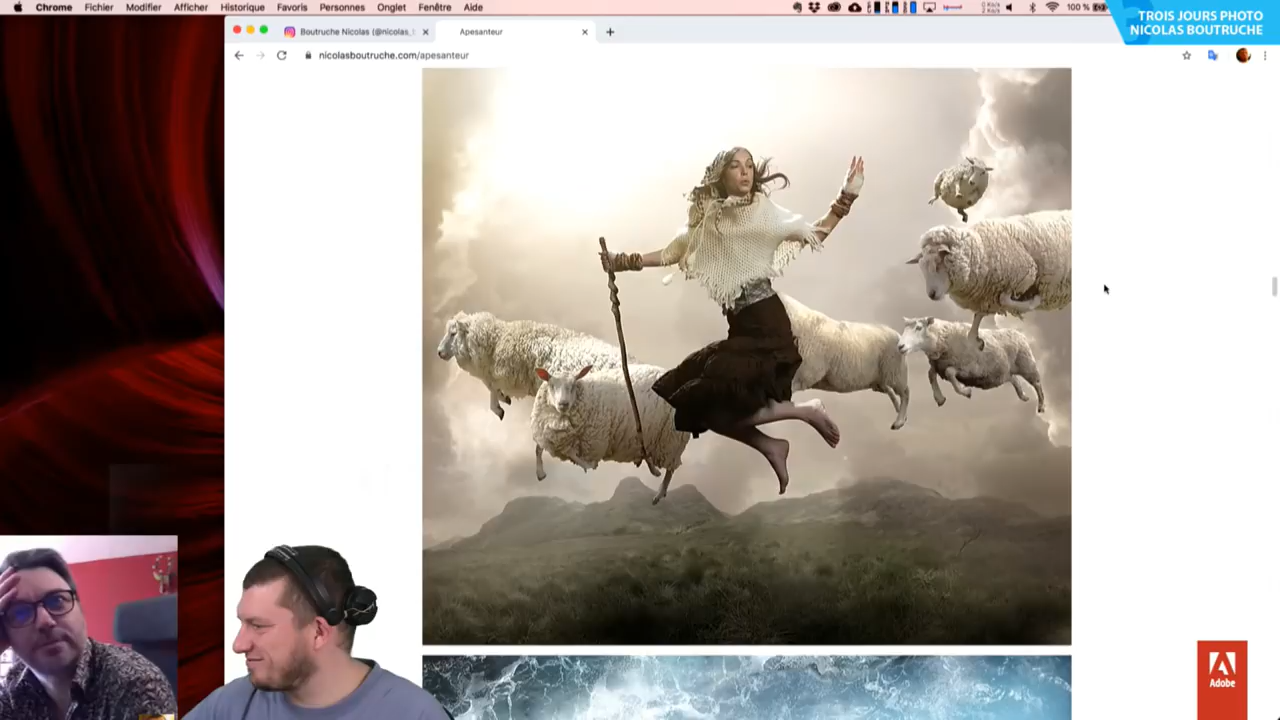 Chrome Fichier Modifier Afficher Historique Favoris Personnes Onglet Fenêtre Aide
100 %
TROIS JOURS PHOTO
NICOLAS BOUTRUCHE
Boutruche Nicolas (@nicolas_
Apesanteur
nicolasboutruche.com/apesanteur
Adobe